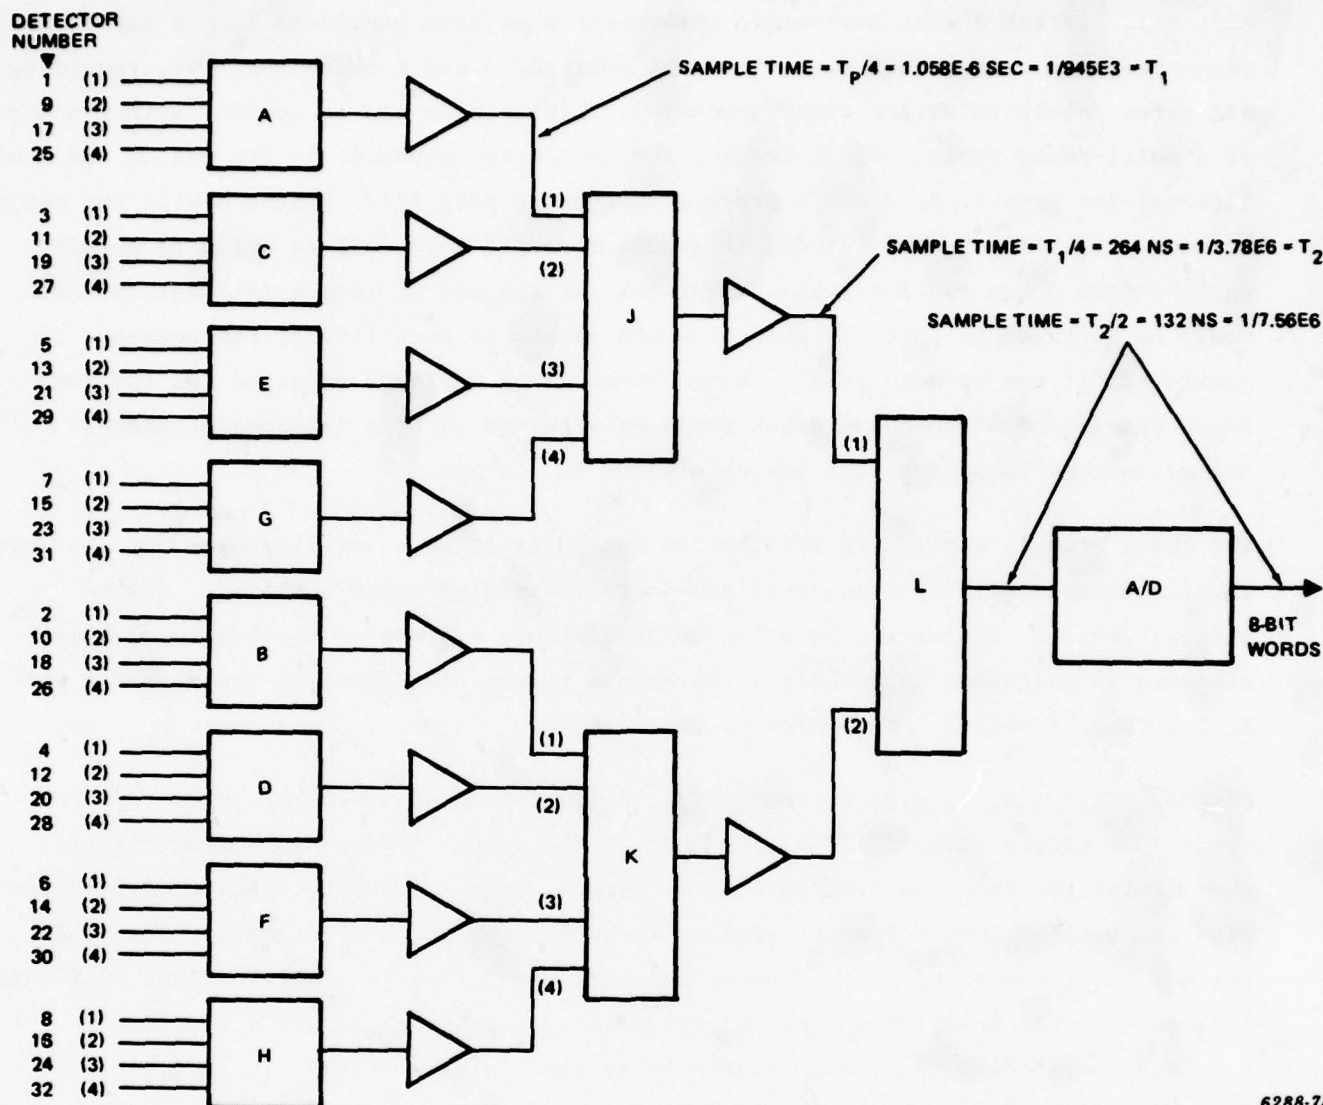 DETECTOR
NUMBER
1 (1)
9 (2)
17 (3)
25 (4)
A
3 (1)
11 (2)
19 (3)
27 (4)
C
5 (1)
13 (2)
21 (3)
29 (4)
E
7 (1)
15 (2)
23 (3)
31 (4)
G
2 (1)
10 (2)
18 (3)
26 (4)
B
4 (1)
12 (2)
20 (3)
28 (4)
D
6 (1)
14 (2)
22 (3)
30 (4)
F
8 (1)
16 (2)
24 (3)
32 (4)
H
SAMPLE TIME = Tp/4 = 1.058E-6 SEC = 1/945E3 = T1
(1)
(2)
(3)
(4)
J
SAMPLE TIME = T1/4 = 264 NS = 1/3.78E6 = T2
(1)
(2)
(3)
(4)
K
SAMPLE TIME = T2/2 = 132 NS = 1/7.56E6
(1)
(2)
L
A/D
8-BIT
WORDS